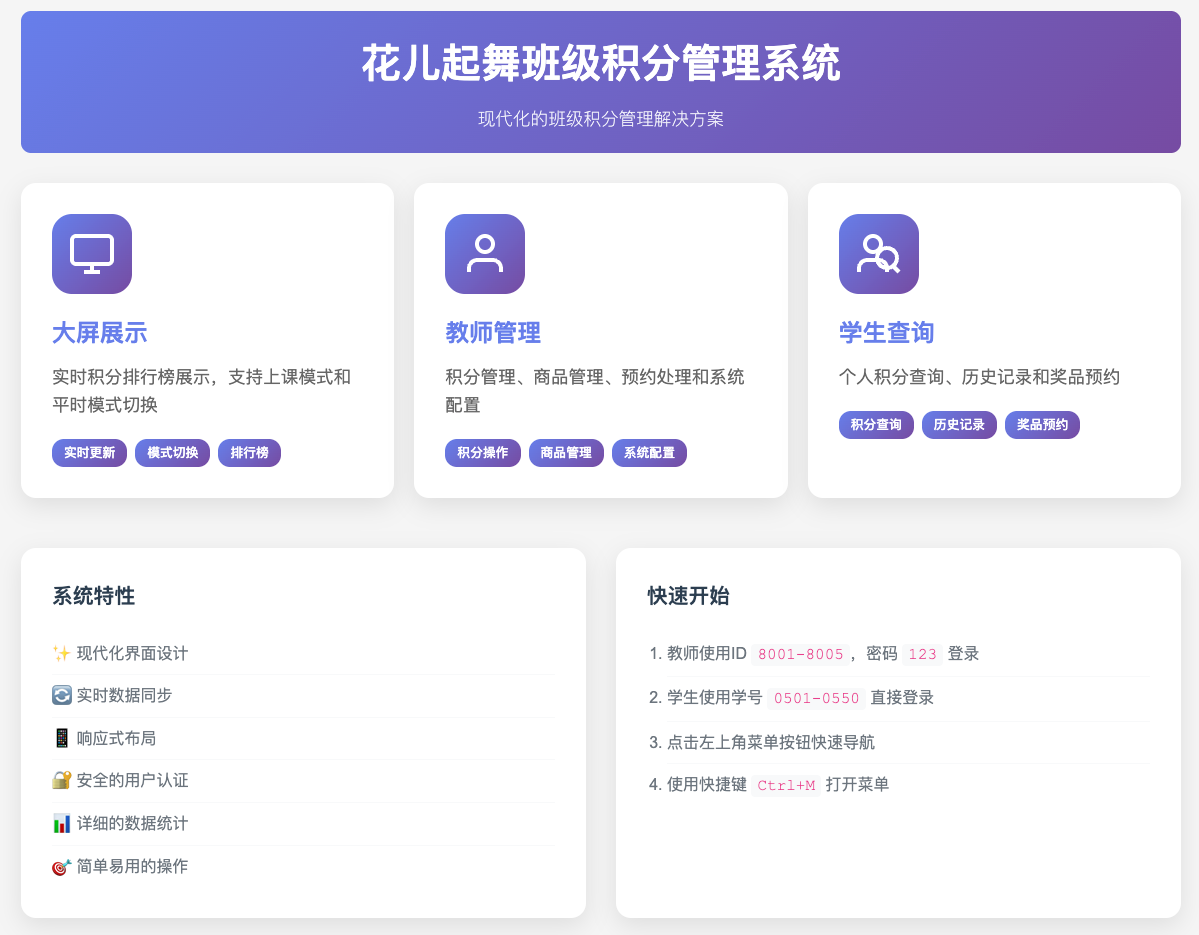 花儿起舞班级积分管理系统
现代化的班级积分管理解决方案
大屏展示
实时积分排行榜展示，支持上课模式和
平时模式切换
实时更新 模式切换 排行榜
教师管理
积分管理、商品管理、预约处理和系统
配置
积分操作 商品管理 系统配置
学生查询
个人积分查询、历史记录和奖品预约
积分查询 历史记录 奖品预约
系统特性
✨ 现代化界面设计
🔄 实时数据同步
📱 响应式布局
🔐 安全的用户认证
📊 详细的数据统计
🎯 简单易用的操作
快速开始
1. 教师使用ID 8001-8005 ，密码 123 登录
2. 学生使用学号 0501-0550 直接登录
3. 点击左上角菜单按钮快速导航
4. 使用快捷键 Ctrl+M 打开菜单